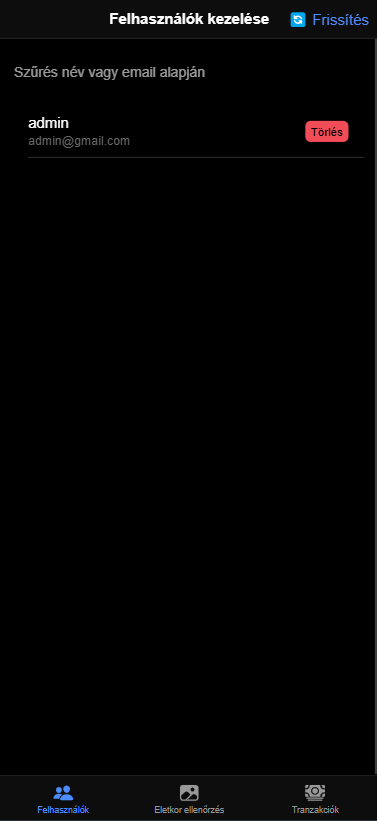 Felhasználók kezelése
Frissítés
Szűrés név vagy email alapján
admin
admin@gmail.com
Törlés
Felhasználók
Eletkor ellenőrzés
Tranzakciók